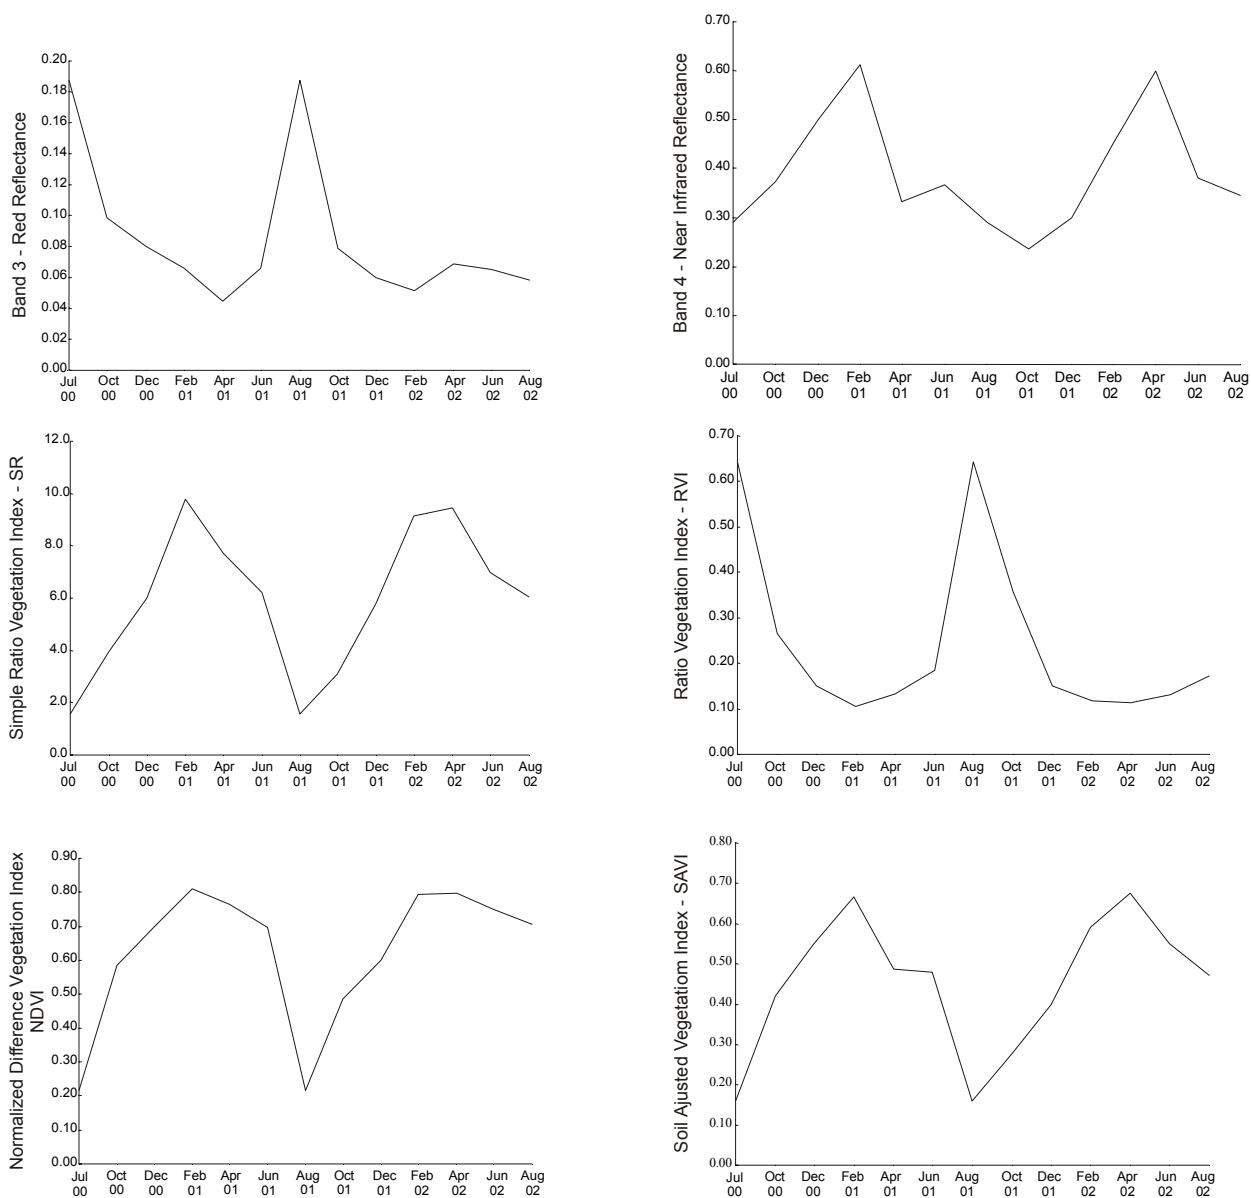 Band 3 - Red Reflectance
0.20
0.18
0.16
0.14
0.12
0.10
0.08
0.06
0.04
0.02
0.00
Jul Oct Dec Feb Apr Jun Aug Oct Dec Feb Apr Jun Aug
00 00 00 01 01 01 01 01 01 02 02 02 02
Band 4 - Near Infrared Reflectance
0.70
0.60
0.50
0.40
0.30
0.20
0.10
0.00
Jul Oct Dec Feb Apr Jun Aug Oct Dec Feb Apr Jun Aug
00 00 00 01 01 01 01 01 01 02 02 02 02
Simple Ratio Vegetation Index - SR
12.0
10.0
8.0
6.0
4.0
2.0
0.0
Jul Oct Dec Feb Apr Jun Aug Oct Dec Feb Apr Jun Aug
00 00 00 01 01 01 01 01 01 02 02 02 02
Ratio Vegetation Index - RVI
0.70
0.60
0.50
0.40
0.30
0.20
0.10
0.00
Jul Oct Dec Feb Apr Jun Aug Oct Dec Feb Apr Jun Aug
00 00 00 01 01 01 01 01 01 02 02 02 02
Normalized Difference Vegetation Index
NDVI
0.90
0.80
0.70
0.60
0.50
0.40
0.30
0.20
0.10
0.00
Jul Oct Dec Feb Apr Jun Aug Oct Dec Feb Apr Jun Aug
00 00 00 01 01 01 01 01 01 02 02 02 02
Soil Ajusted Vegetatiom Index - SAVI
0.80
0.70
0.60
0.50
0.40
0.30
0.20
0.10
0.00
Jul Oct Dec Feb Apr Jun Aug Oct Dec Feb Apr Jun Aug
00 00 00 01 01 01 01 01 01 02 02 02 02